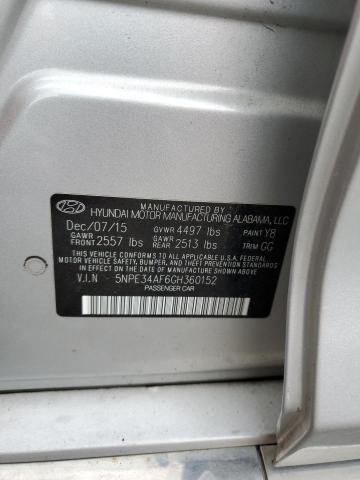 MANUFACTURED BY
HYUNDAI MOTOR MANUFACTURING ALABAMA, LLC
Dec/07/15 GVWR 4497 lbs PAINT Y8
GAWR FRONT 2557 lbs GAWR REAR 2513 lbs TRIM GG
THIS VEHICLE CONFORMS TO ALL APPLICABLE U.S. FEDERAL
MOTOR VEHICLE SAFETY, BUMPER, AND THEFT PREVENTION STANDARDS
IN EFFECT ON THE DATE OF MANUFACTURE SHOWN ABOVE.
V.I.N 5NPE34AF6GH360152
PASSENGER CAR